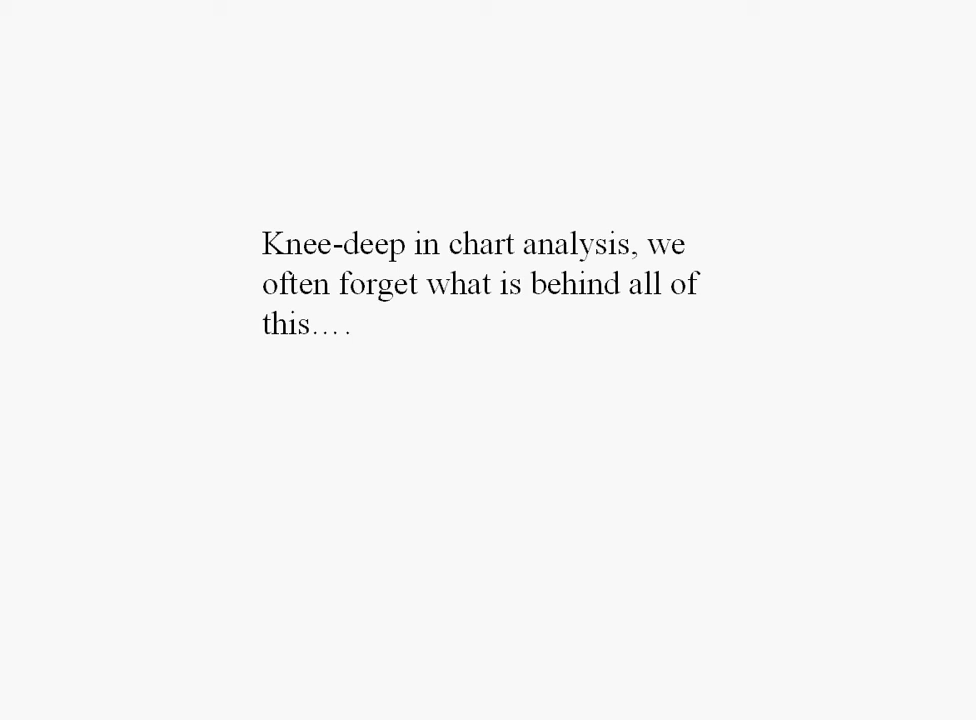 Knee-deep in chart analysis, we
often forget what is behind all of
this….